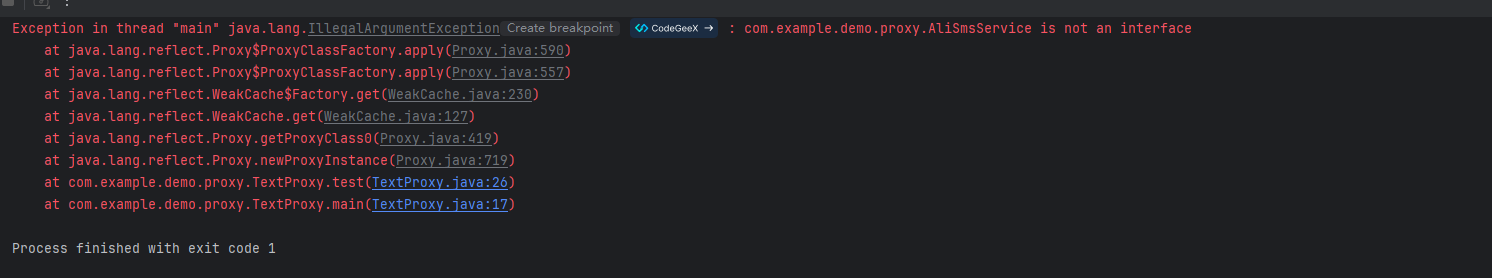 Exception in thread "main" java.lang.IllegalArgumentException Create breakpoint CodeGeeX → : com.example.demo.proxy.AliSmsService is not an interface
at java.lang.reflect.Proxy$ProxyClassFactory.apply(Proxy.java:590)
at java.lang.reflect.Proxy$ProxyClassFactory.apply(Proxy.java:557)
at java.lang.reflect.WeakCache$Factory.get(WeakCache.java:230)
at java.lang.reflect.WeakCache.get(WeakCache.java:127)
at java.lang.reflect.Proxy.getProxyClass0(Proxy.java:419)
at java.lang.reflect.Proxy.newProxyInstance(Proxy.java:719)
at com.example.demo.proxy.TextProxy.test(TextProxy.java:26)
at com.example.demo.proxy.TextProxy.main(TextProxy.java:17)
Process finished with exit code 1